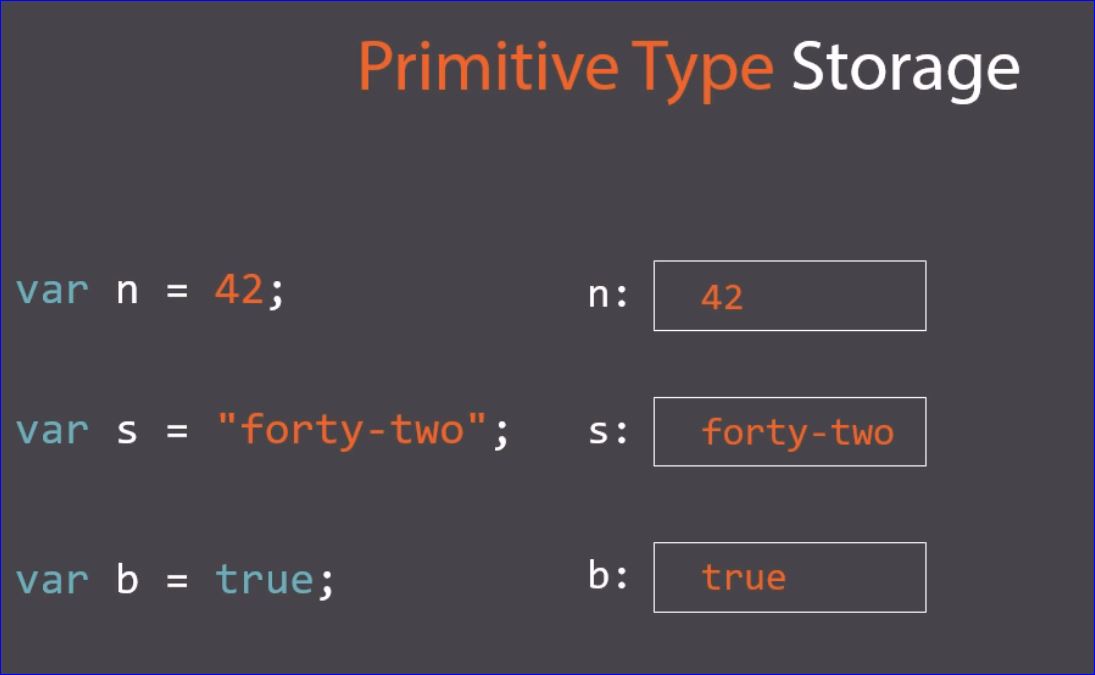 Primitive Type Storage
var n = 42;
n: 42
var s = "forty-two";
s: forty-two
var b = true;
b: true